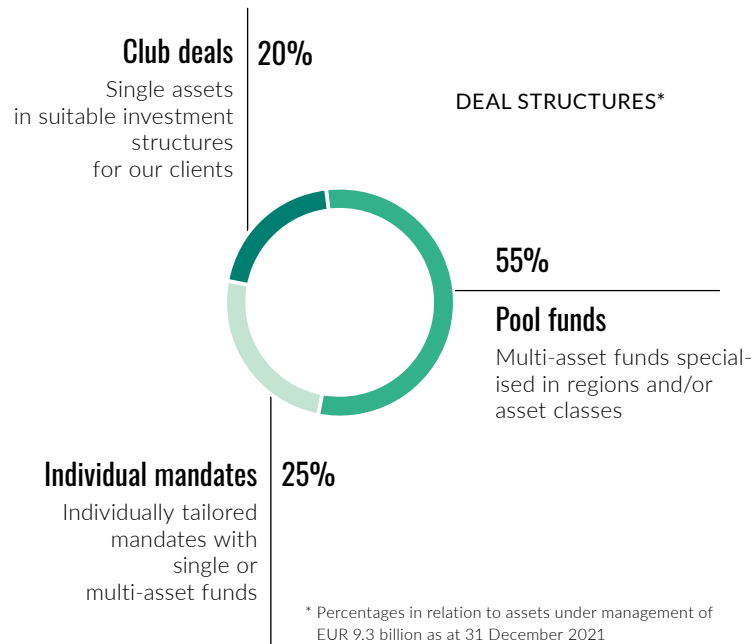 Club deals
20%
Single assets
in suitable investment
structures
for our clients
DEAL STRUCTURES*
55%
Pool funds
Multi-asset funds special-
ised in regions and/or
asset classes
Individual mandates
25%
Individually tailored
mandates with
single or
multi-asset funds
* Percentages in relation to assets under management of
EUR 9.3 billion as at 31 December 2021